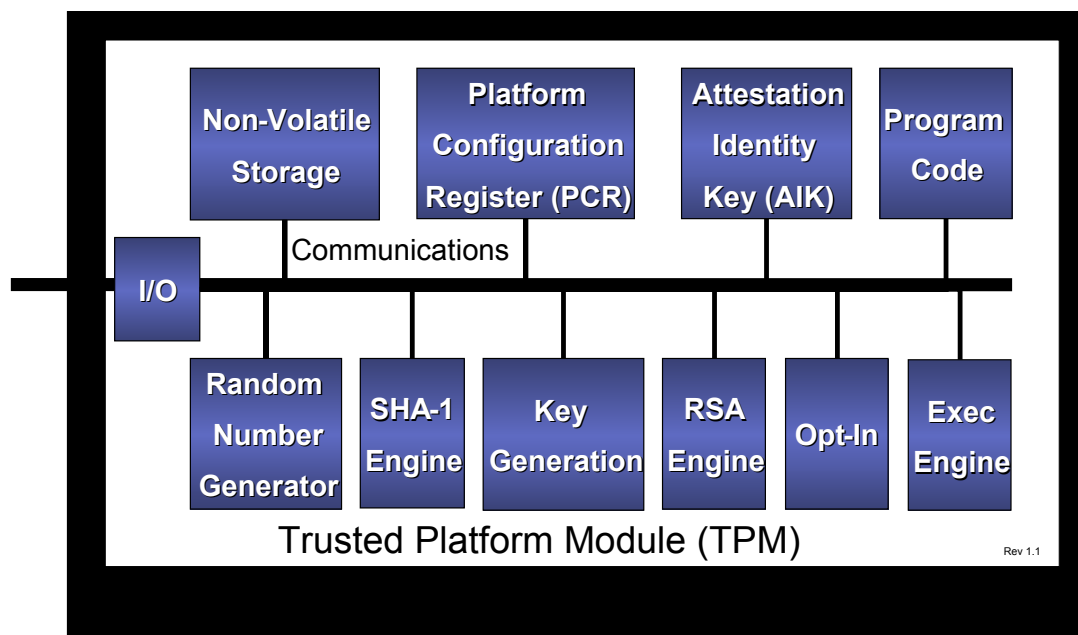 Non-Volatile
Storage
Platform
Configuration
Register (PCR)
Attestation
Identity
Key (AIK)
Program
Code
Communications
I/O
Random
Number
Generator
SHA-1
Engine
Key
Generation
RSA
Engine
Opt-In
Exec
Engine
Trusted Platform Module (TPM)
Rev 1.1